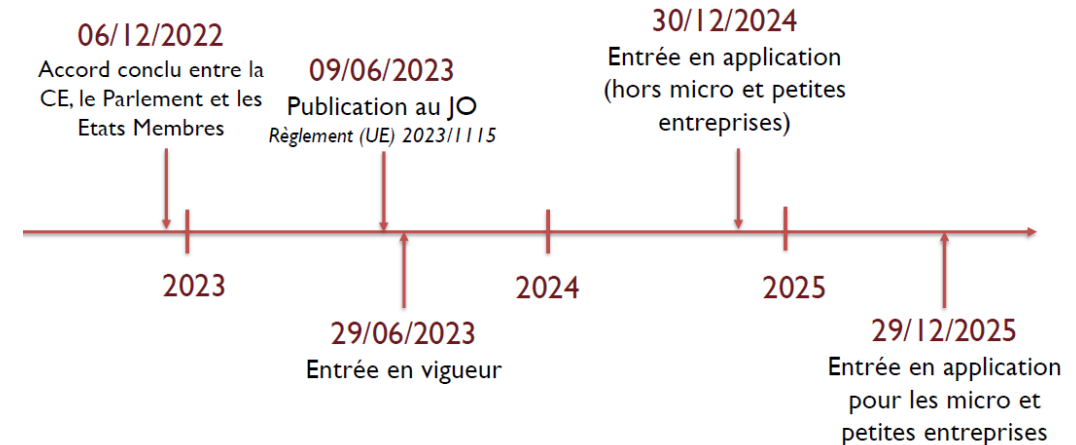 06/12/2022
Accord conclu entre la
CE, le Parlement et les
Etats Membres
09/06/2023
Publication au JO
Règlement (UE) 2023/1115
30/12/2024
Entrée en application
(hors micro et petites
entreprises)
2023
2024
2025
29/06/2023
Entrée en vigueur
29/12/2025
Entrée en application
pour les micro et
petites entreprises